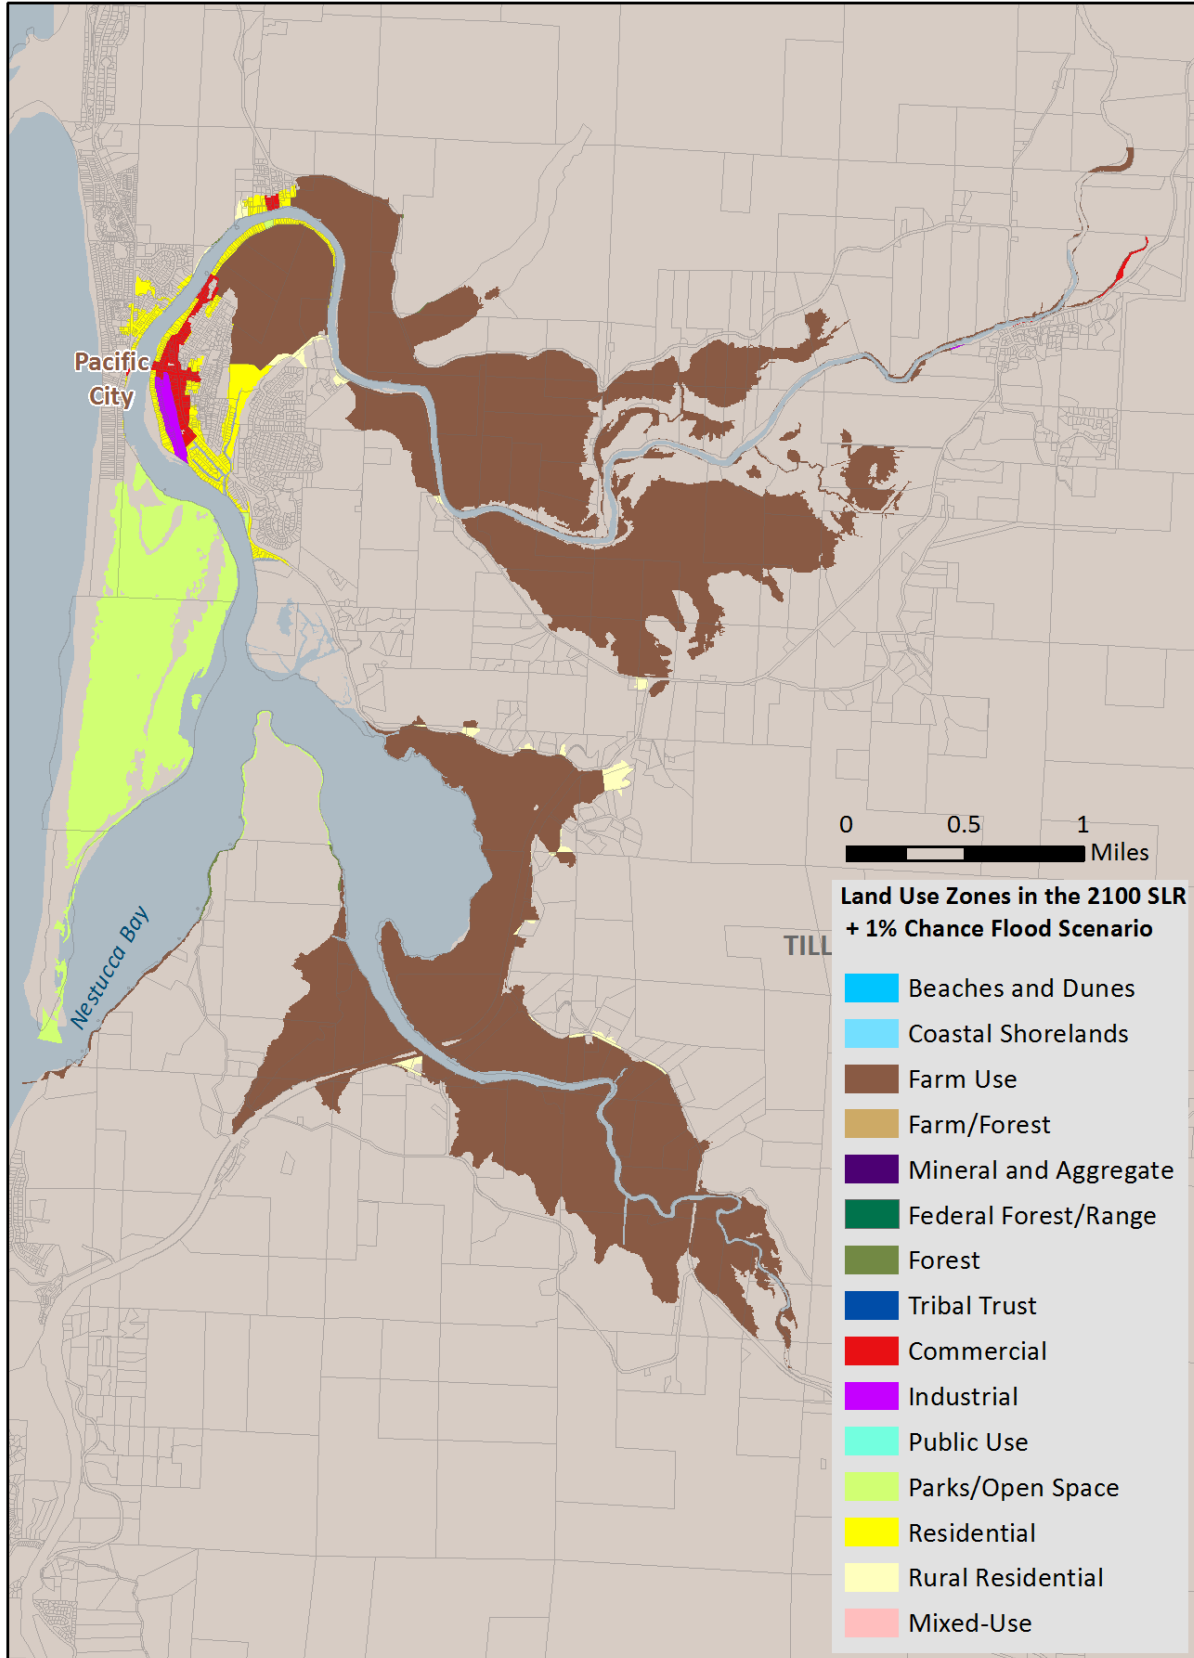 Pacific
City
Nestucca Bay
0 0.5 1
Miles
TILL
Land Use Zones in the 2100 SLR
+ 1% Chance Flood Scenario
Beaches and Dunes
Coastal Shorelands
Farm Use
Farm/Forest
Mineral and Aggregate
Federal Forest/Range
Forest
Tribal Trust
Commercial
Industrial
Public Use
Parks/Open Space
Residential
Rural Residential
Mixed-Use